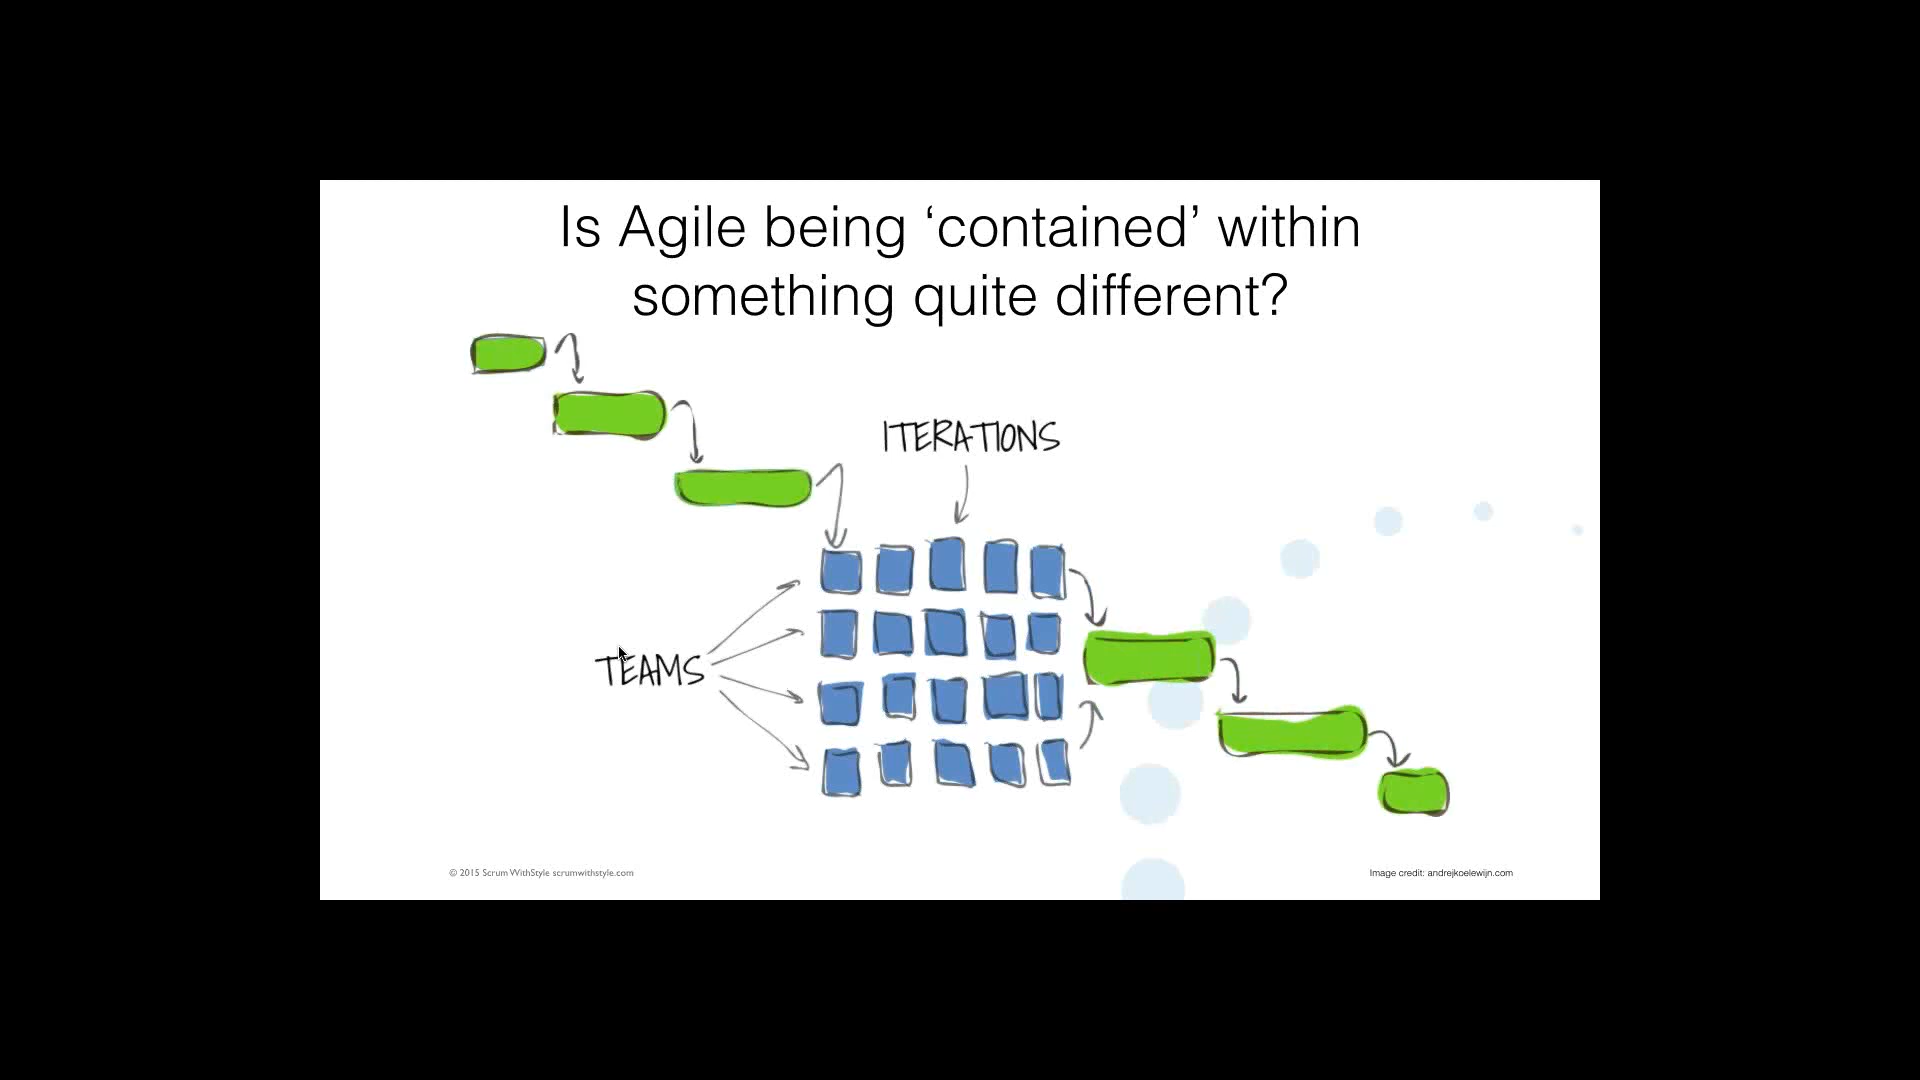 Is Agile being ‘contained’ within
something quite different?
ITERATIONS
TEAMS
© 2015 Scrum WithStyle scrumwithstyle.com
Image credit: andrejkoelewijn.com